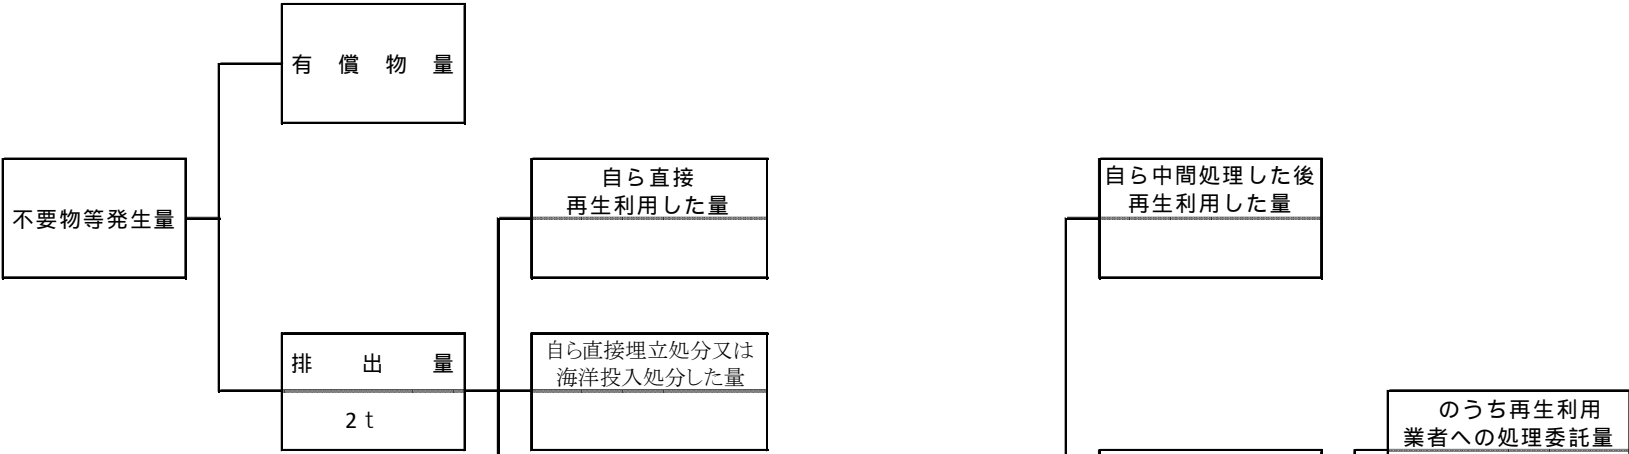 有償物量
自ら直接
再生利用した量
自ら中間処理した後
再生利用した量
不要物等発生量
排出量
2 t
自ら直接埋立処分又は
海洋投入処分した量
のうち再生利用
業者への処理委託量